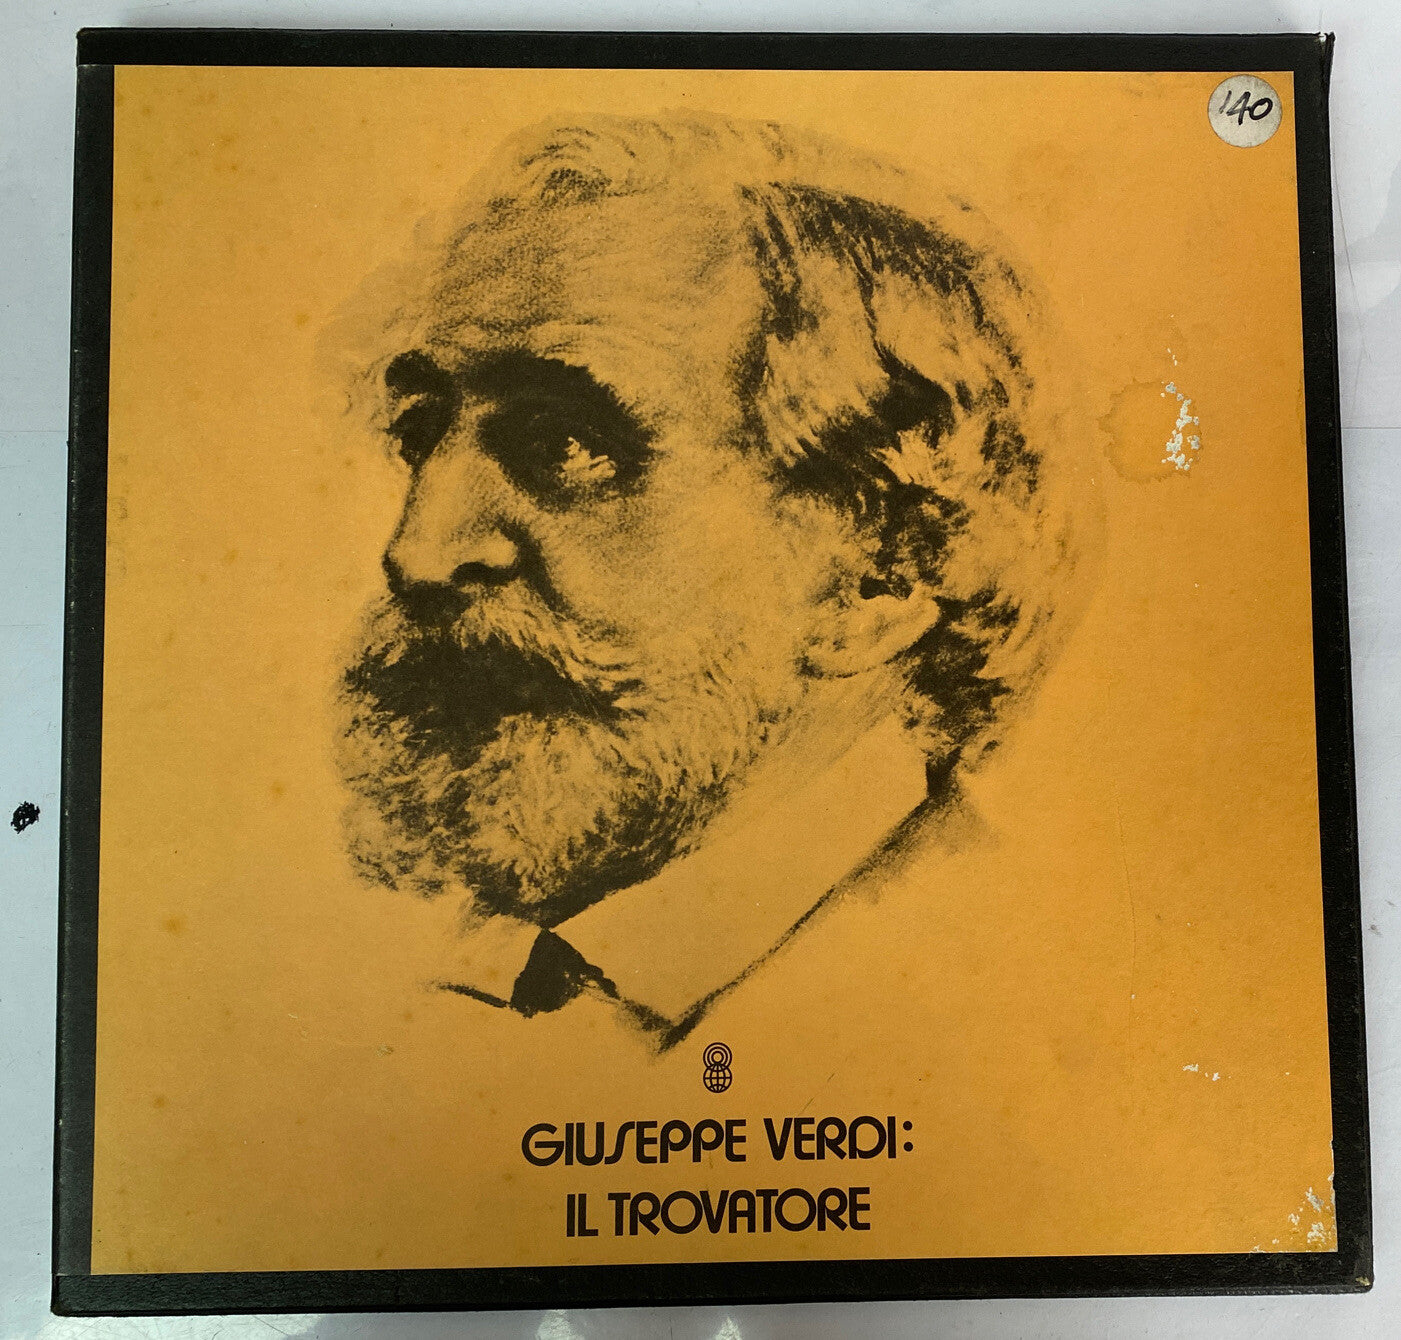 140
GIUSEPPE VERDI:
IL TROVATORE